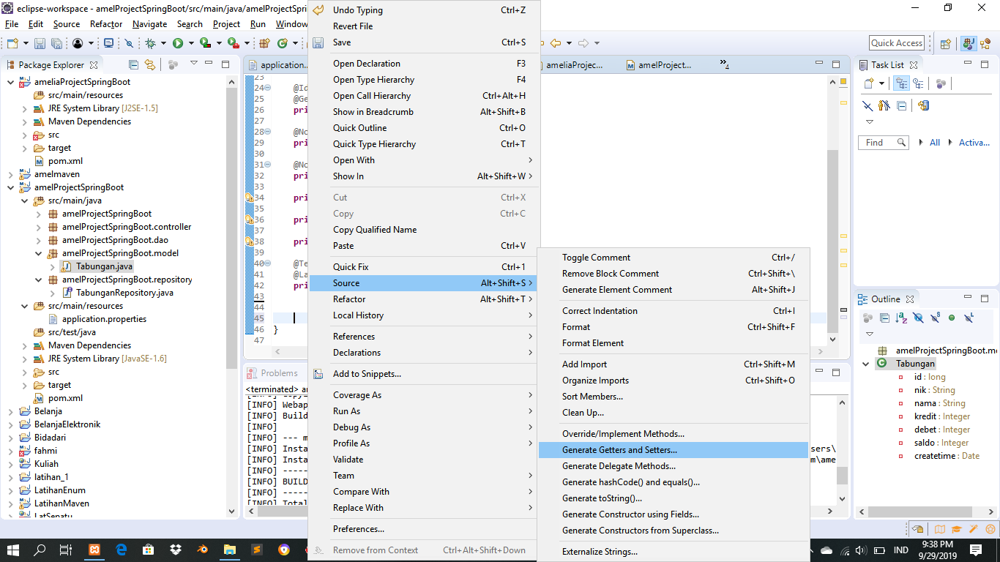 eclipse-workspace - amelProjectSpringBoot/src/main/java/amelProjectSpring
File Edit Source Refactor Navigate Search Project Run Window
Quick Access
Package Explorer
ameliaProjectSpringBoot
src/main/resources
JRE System Library [J2SE-1.5]
Maven Dependencies
src
target
pom.xml
amelmaven
amelProjectSpringBoot
src/main/java
amelProjectSpringBoot
amelProjectSpringBoot.controller
amelProjectSpringBoot.dao
amelProjectSpringBoot.model
Tabungan.java
amelProjectSpringBoot.repository
TabunganRepository.java
src/main/resources
application.properties
src/test/java
Maven Dependencies
JRE System Library [JavaSE-1.6]
src
target
pom.xml
Belanja
BelanjaElektronik
Bidadari
fahmi
Kuliah
latihan_1
LatihanEnum
LatihanMaven
LatSepatu
application... ameliaProjec... amelProject... »4
23
24 @Id
25 @Ge
26 pri
27
28 @No
29 pri
30
31 @No
32 pri
33
34 pri
35
36 pri
37
38 pri
39
40 @Te
41 @La
42 pri
43
44
45
46 }
47
Problems
<terminated> an
[INFO] Copyi
[INFO] Webap
[INFO] Build
[INFO]
[INFO] --- m
[INFO] Insta sers\
[INFO] Insta m\ame
[INFO] -----
[INFO] BUILD
[INFO] -----
[INFO] Total
Undo Typing Ctrl+Z
Revert File
Save Ctrl+S
Open Declaration F3
Open Type Hierarchy F4
Open Call Hierarchy Ctrl+Alt+H
Show in Breadcrumb Alt+Shift+B
Quick Outline Ctrl+O
Quick Type Hierarchy Ctrl+T
Open With
Show In Alt+Shift+W
Cut Ctrl+X
Copy Ctrl+C
Copy Qualified Name
Paste Ctrl+V
Quick Fix Ctrl+1
Source Alt+Shift+S
Refactor Alt+Shift+T
Local History
References
Declarations
Add to Snippets...
Coverage As
Run As
Debug As
Profile As
Validate
Team
Compare With
Replace With
Preferences...
Remove from Context Ctrl+Alt+Shift+Down
Toggle Comment Ctrl+/
Remove Block Comment Ctrl+Shift+\
Generate Element Comment Alt+Shift+J
Correct Indentation Ctrl+I
Format Ctrl+Shift+F
Format Element
Add Import Ctrl+Shift+M
Organize Imports Ctrl+Shift+O
Sort Members...
Clean Up...
Override/Implement Methods...
Generate Getters and Setters...
Generate Delegate Methods...
Generate hashCode() and equals()...
Generate toString()...
Generate Constructor using Fields...
Generate Constructors from Superclass...
Externalize Strings...
Task List
Find All Activa...
Outline
amelProjectSpringBoot.mo
Tabungan
id : long
nik : String
nama : String
kredit : Integer
debet : Integer
saldo : Integer
createtime : Date
IND
9:38 PM
9/29/2019